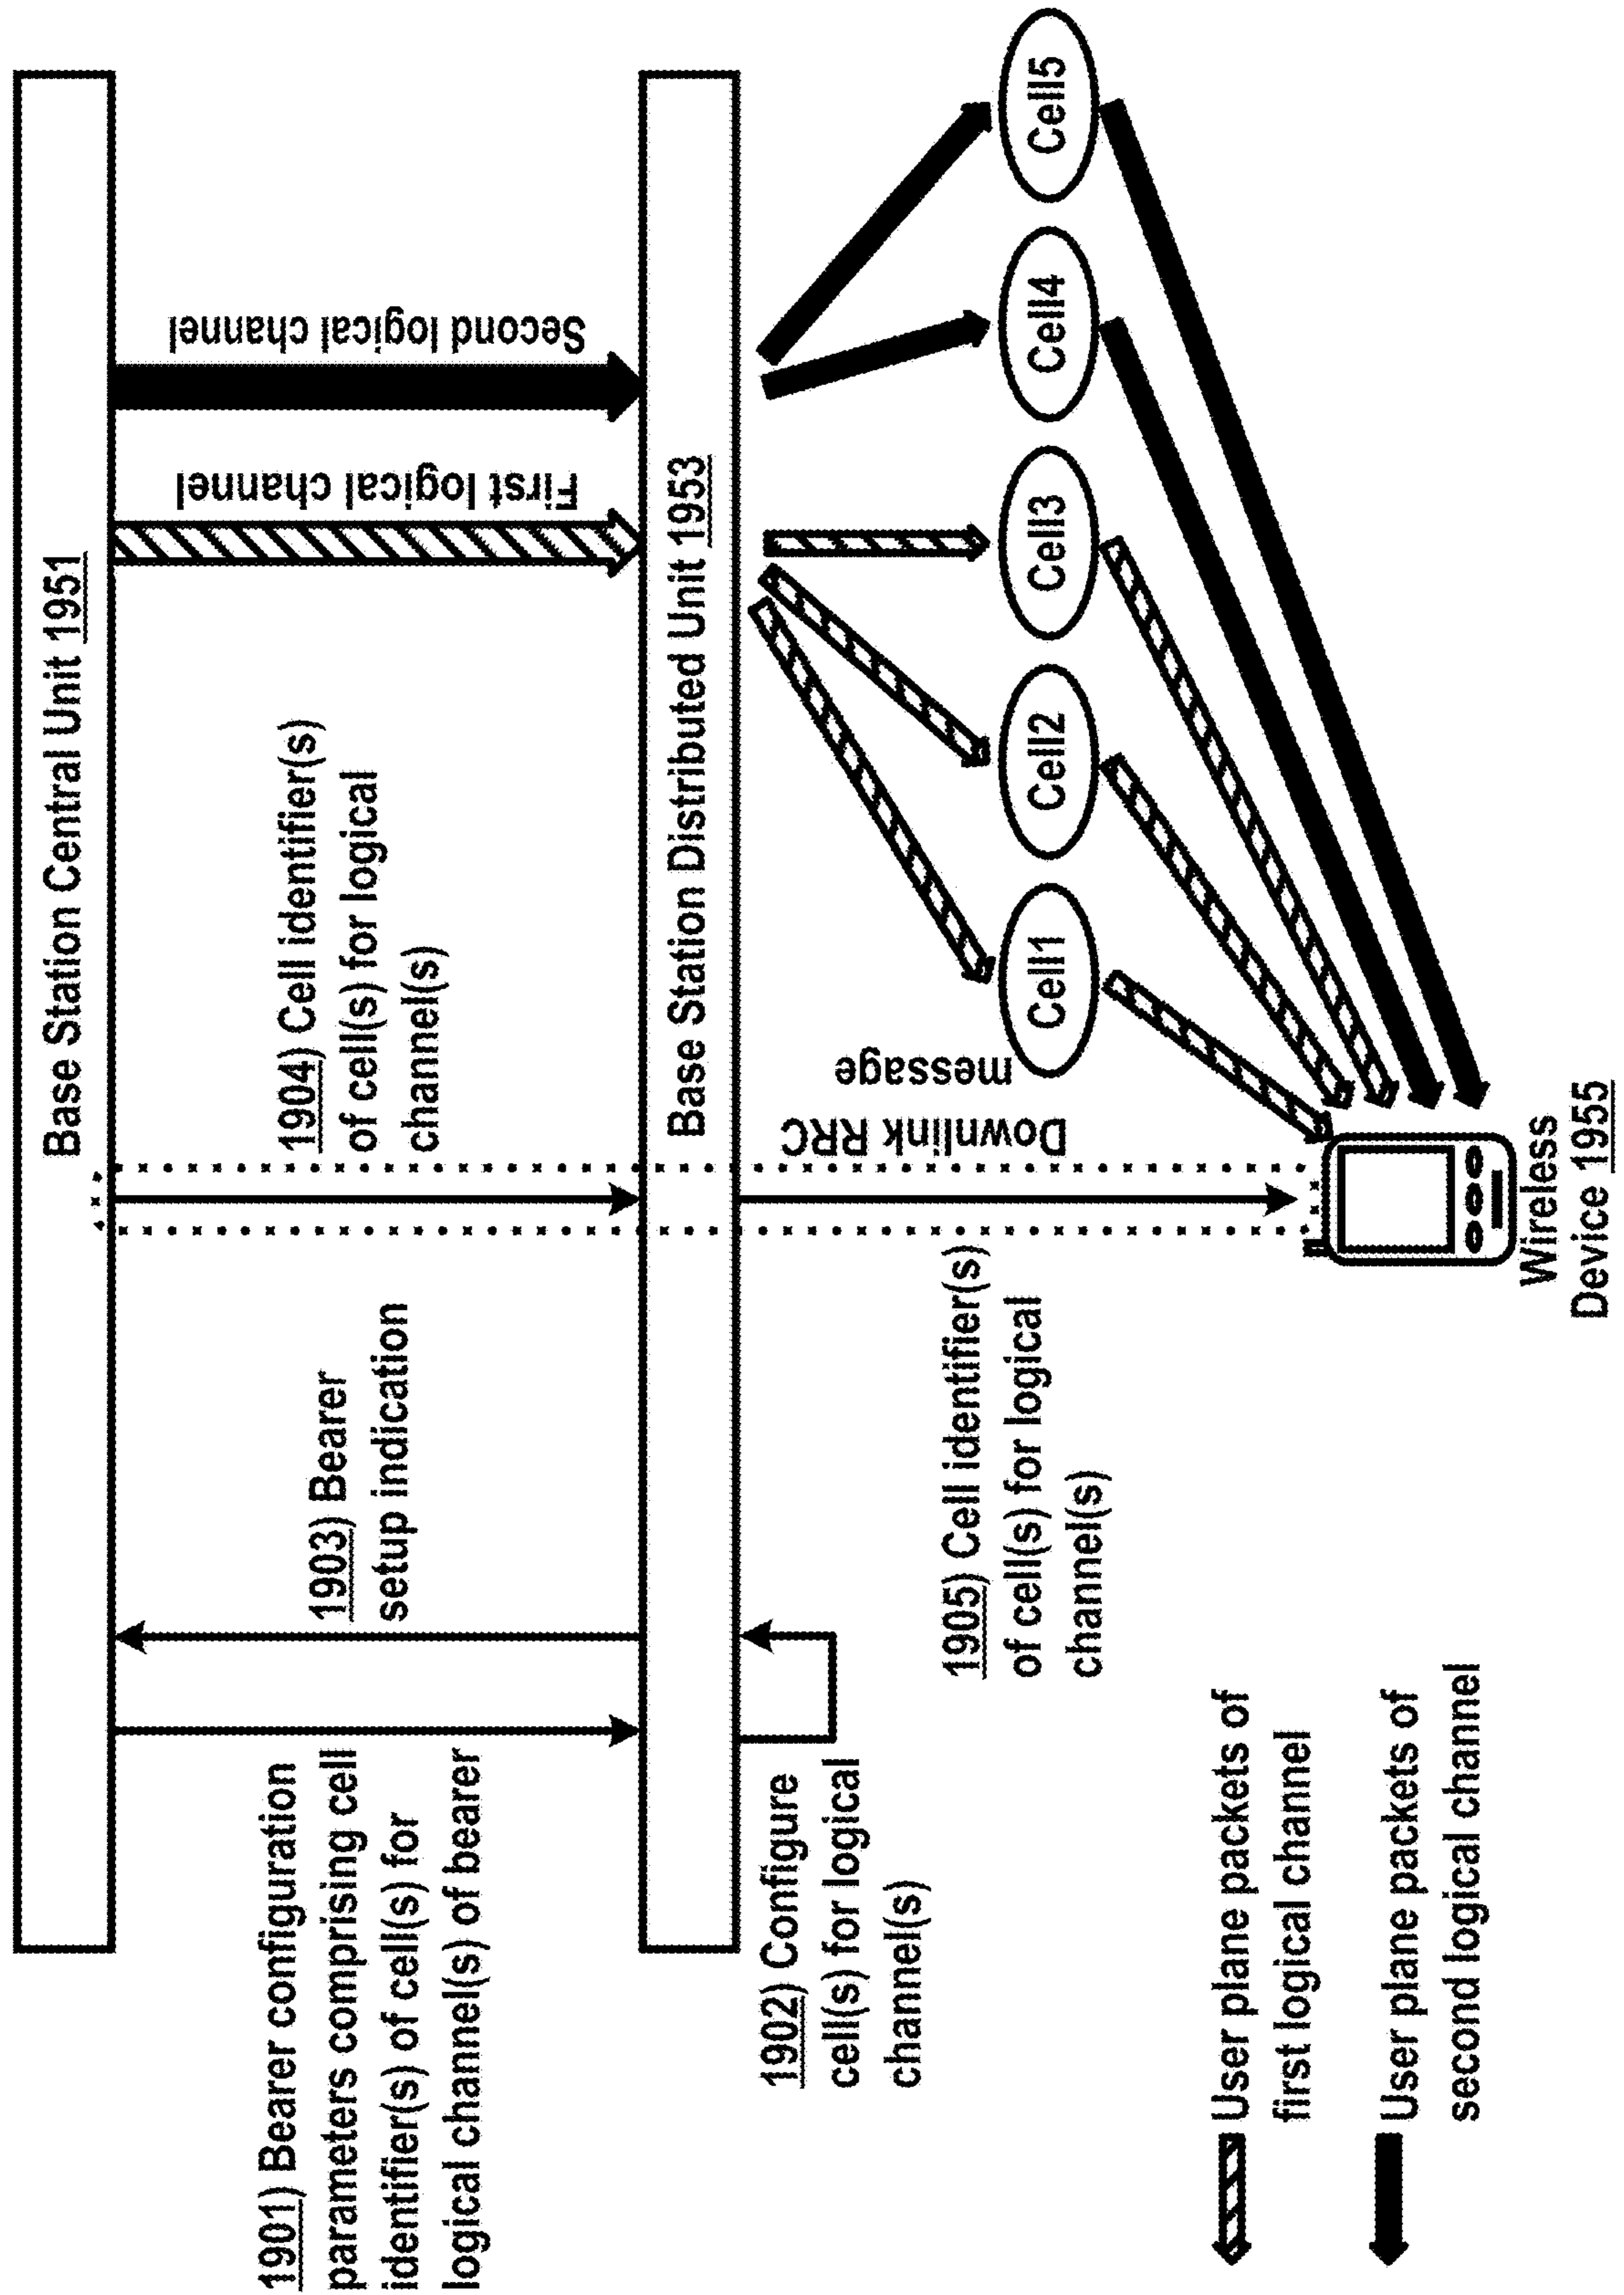 Base Station Central Unit 1951
1901) Bearer configuration
parameters comprising cell
identifier(s) of cell(s) for
logical channel(s) of bearer
1903) Bearer
setup indication
1904) Cell identifier(s)
of cell(s) for logical
channel(s)
First logical channel
Second logical channel
Base Station Distributed Unit 1953
1902) Configure
cell(s) for logical
channel(s)
1905) Cell identifier(s)
of cell(s) for logical
channel(s)
Downlink RRC
message
Cell1
Cell2
Cell3
Cell4
Cell5
User plane packets of
first logical channel
User plane packets of
second logical channel
Wireless
Device 1955